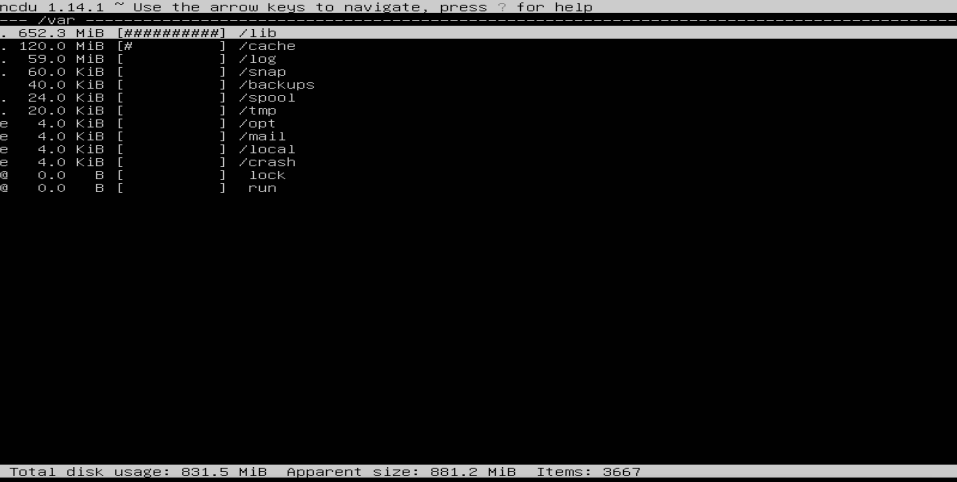 ncdu 1.14.1 ~ Use the arrow keys to navigate, press ? for help
--- /var ----------------------------------------------------------------------------------------------
. 652.3 MiB [##########] /lib
. 120.0 MiB [#         ] /cache
.  59.0 MiB [          ] /log
.  60.0 KiB [          ] /snap
   40.0 KiB [          ] /backups
.  24.0 KiB [          ] /spool
.  20.0 KiB [          ] /tmp
e   4.0 KiB [          ] /opt
e   4.0 KiB [          ] /mail
e   4.0 KiB [          ] /local
e   4.0 KiB [          ] /crash
@   0.0   B [          ]  lock
@   0.0   B [          ]  run
Total disk usage: 831.5 MiB  Apparent size: 881.2 MiB  Items: 3667